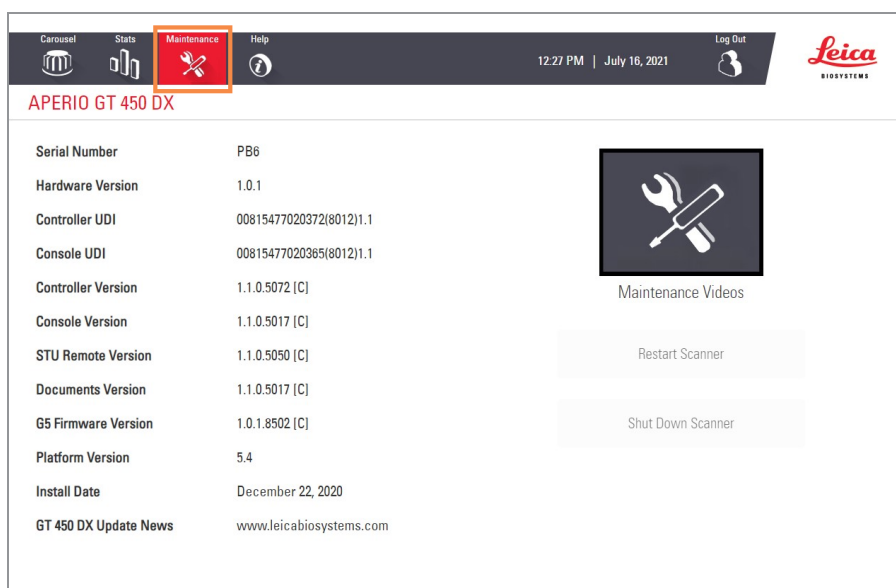 Carousel Stats Maintenance Help
12:27 PM | July 16, 2021
Log Out
Leica
BIOSYSTEMS
APERIO GT 450 DX
Serial Number PB6
Hardware Version 1.0.1
Controller UDI 00815477020372(8012)1.1
Console UDI 00815477020365(8012)1.1
Controller Version 1.1.0.5072 [C]
Console Version 1.1.0.5017 [C]
STU Remote Version 1.1.0.5050 [C]
Documents Version 1.1.0.5017 [C]
G5 Firmware Version 1.0.1.8502 [C]
Platform Version 5.4
Install Date December 22, 2020
GT 450 DX Update News www.leicabiosystems.com
Maintenance Videos
Restart Scanner
Shut Down Scanner